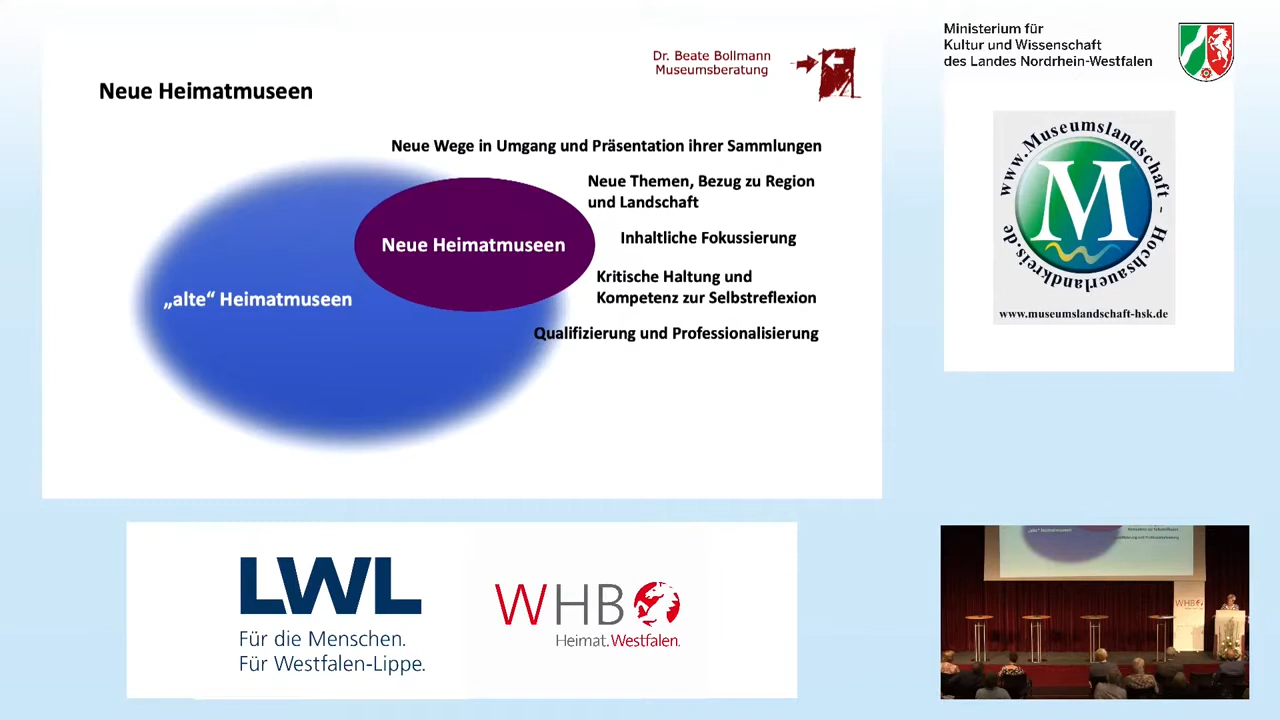 Neue Heimatmuseen
Dr. Beate Bollmann
Museumsberatung
Neue Wege in Umgang und Präsentation ihrer Sammlungen
Neue Themen, Bezug zu Region
und Landschaft
Neue Heimatmuseen
Inhaltliche Fokussierung
Kritische Haltung und
Kompetenz zur Selbstreflexion
„alte“ Heimatmuseen
Qualifizierung und Professionalisierung
Ministerium für
Kultur und Wissenschaft
des Landes Nordrhein-Westfalen
www.Museumslandschaft - Hochsauerlandkreis.de
M
www.museumslandschaft-hsk.de
LWL
Für die Menschen.
Für Westfalen-Lippe.
WHB
Heimat.Westfalen.
„alte“ Heimatmuseen
WHB